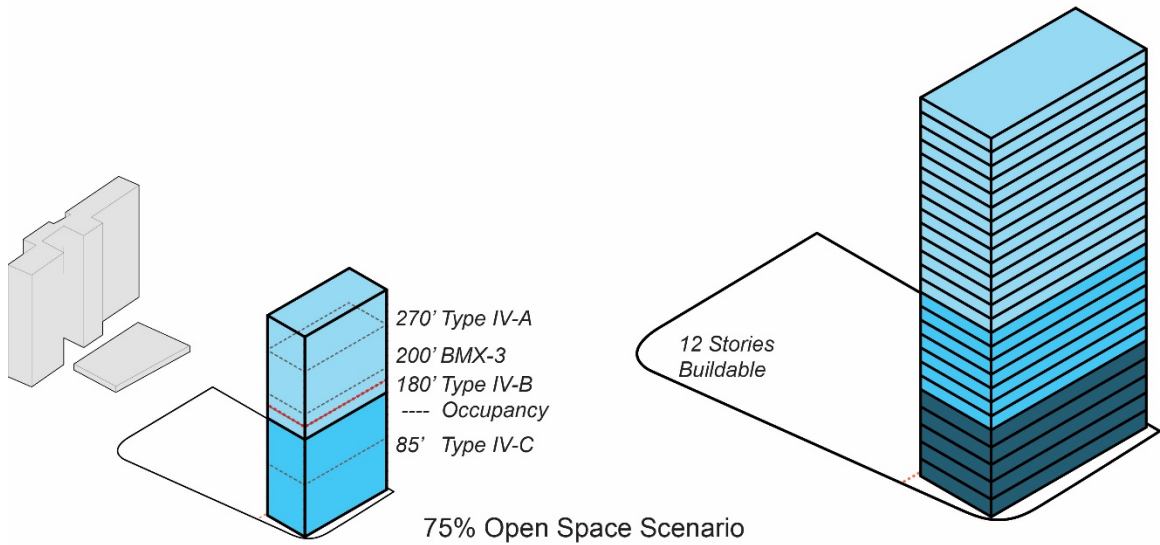 270' Type IV-A
200' BMX-3
180' Type IV-B
---- Occupancy
85' Type IV-C
12 Stories
Buildable
75% Open Space Scenario